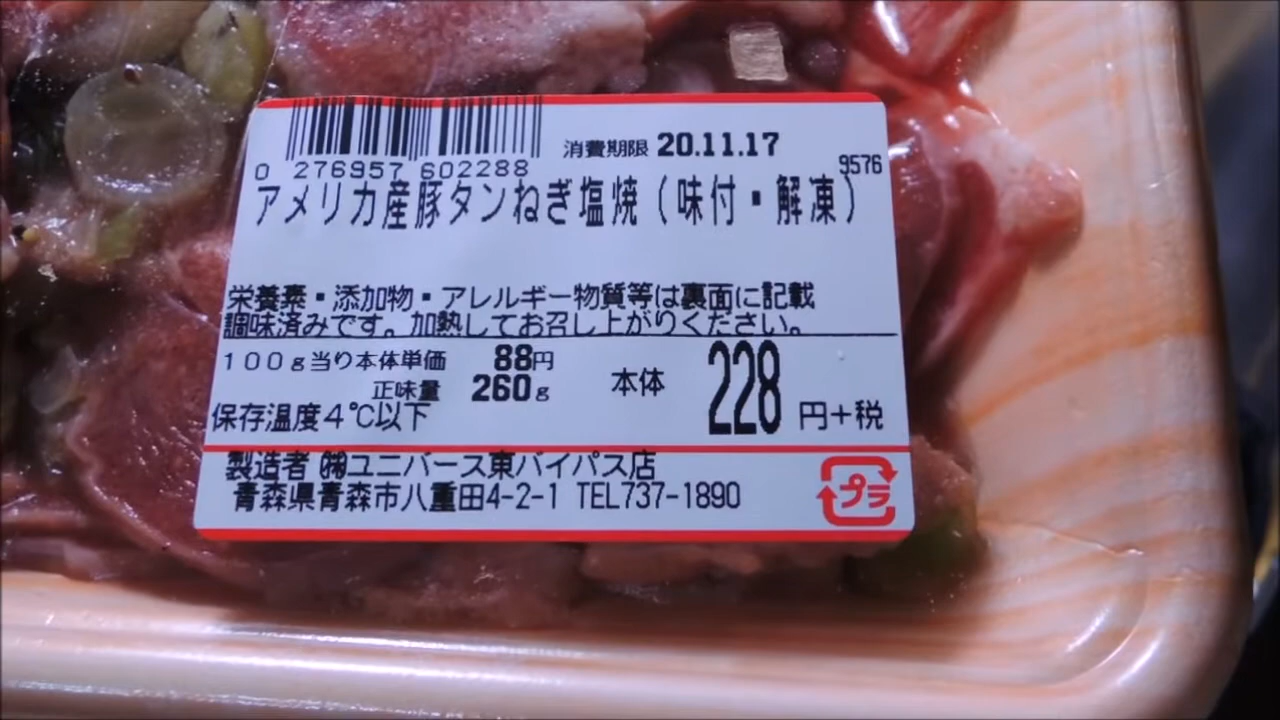 消費期限 20.11.17
0 276957 602288
9576
アメリカ産豚タンねぎ塩焼(味付・解凍)
栄養素・添加物・アレルギー物質等は裏面に記載
調味済みです。加熱してお召し上がりください。
100g当り本体単価 88円
正味量 260g
本体 228円+税
保存温度4℃以下
製造者 ㈱ユニバース東バイパス店
青森県青森市八重田4-2-1 TEL737-1890
プラ